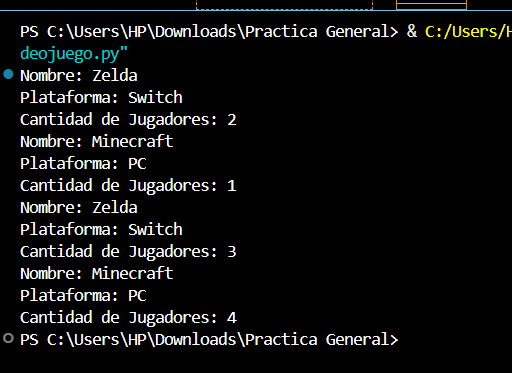 PS C:\Users\HP\Downloads\Practica General> & C:/Users/
deojuego.py"
Nombre: Zelda
Plataforma: Switch
Cantidad de Jugadores: 2
Nombre: Minecraft
Plataforma: PC
Cantidad de Jugadores: 1
Nombre: Zelda
Plataforma: Switch
Cantidad de Jugadores: 3
Nombre: Minecraft
Plataforma: PC
Cantidad de Jugadores: 4
PS C:\Users\HP\Downloads\Practica General>